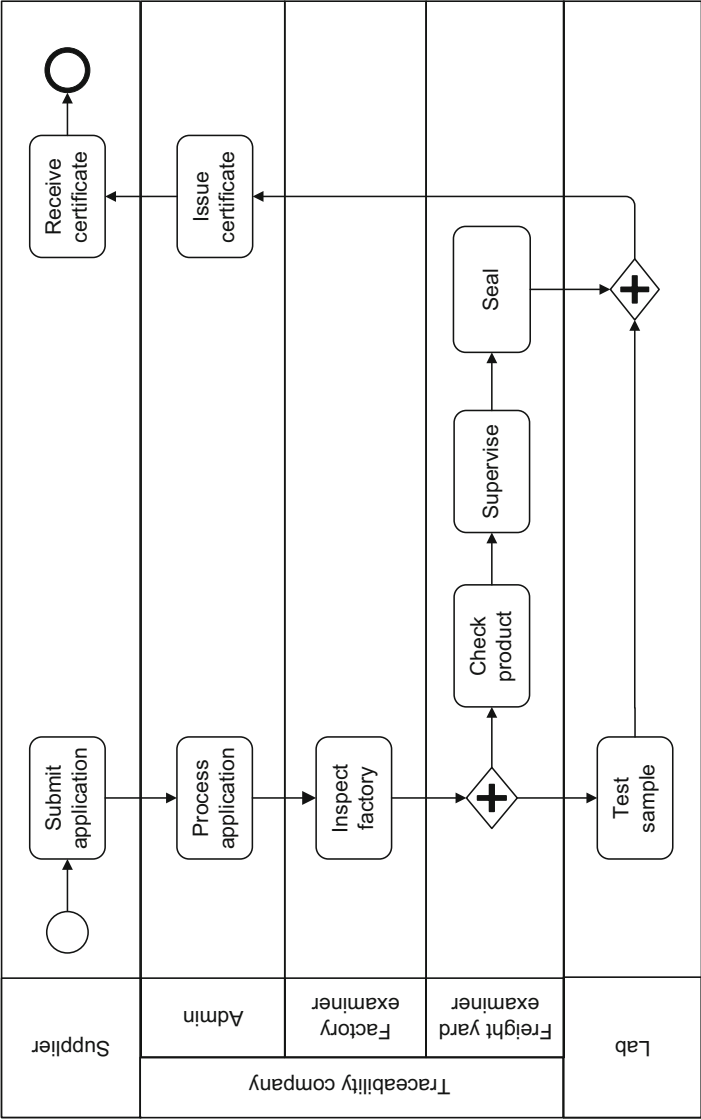 Supplier
Submit
application
Receive
certificate
Traceability company
Admin
Process
application
Issue
certificate
Factory
examiner
Inspect
factory
Freight yard
examiner
Check
product
Supervise
Seal
Lab
Test
sample